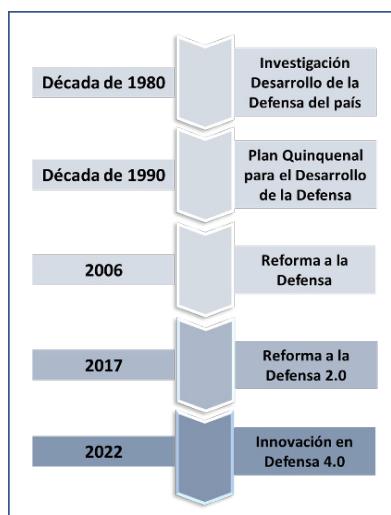 Década de 1980
Investigación
Desarrollo de la
Defensa del país
Década de 1990
Plan Quinquenal
para el Desarrollo
de la Defensa
2006
Reforma a la
Defensa
2017
Reforma a la
Defensa 2.0
2022
Innovación en
Defensa 4.0